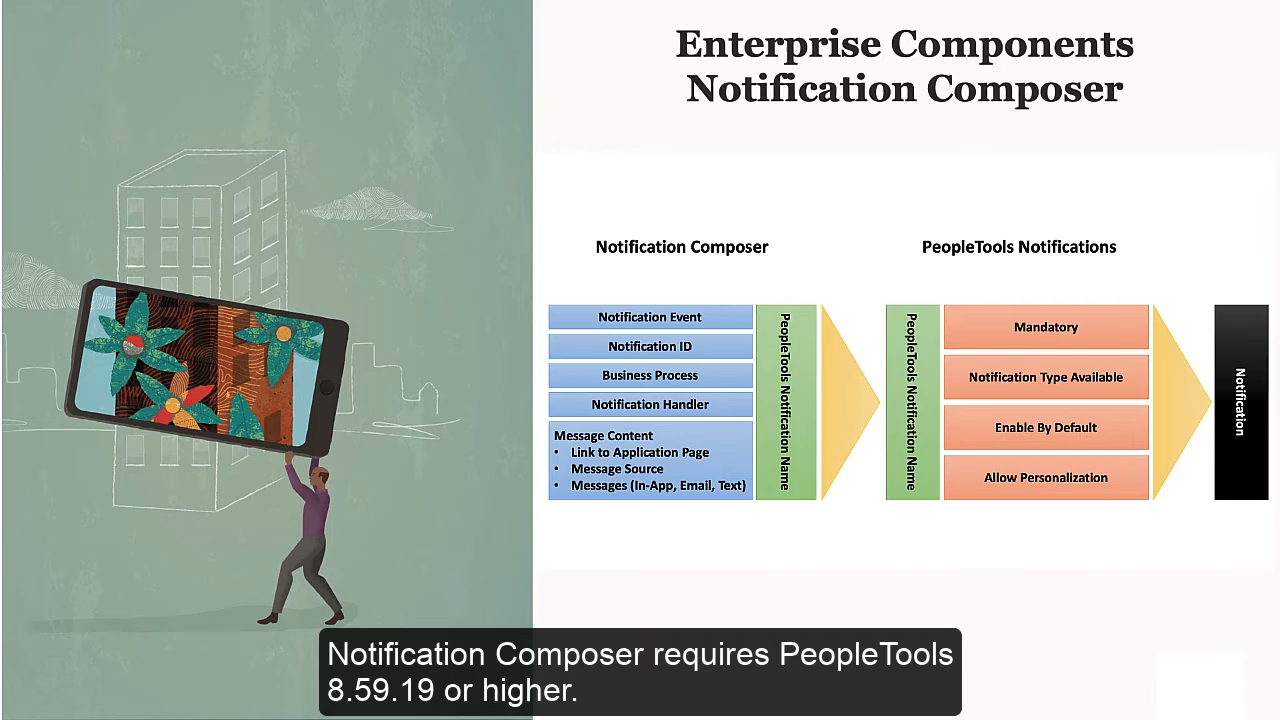 Enterprise Components
Notification Composer
Notification Composer
Notification Event
Notification ID
Business Process
Notification Handler
Message Content
• Link to Application Page
• Message Source
• Messages (In-App, Email, Text)
PeopleTools Notification Name
PeopleTools Notifications
PeopleTools Notification Name
Mandatory
Notification Type Available
Enable By Default
Allow Personalization
Notification
Notification Composer requires PeopleTools
8.59.19 or higher.